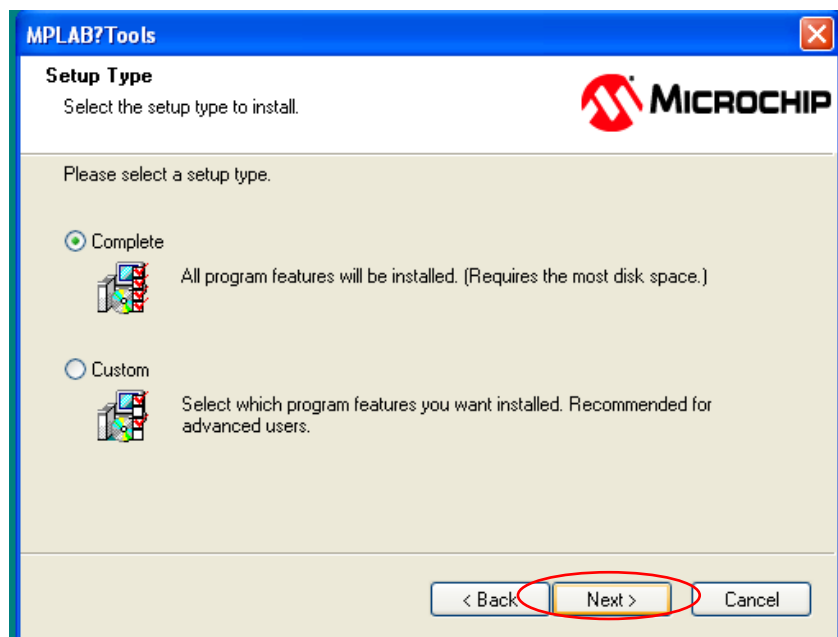 MPLAB?Tools
Setup Type
Select the setup type to install.
MICROCHIP
Please select a setup type.
Complete
All program features will be installed. (Requires the most disk space.)
Custom
Select which program features you want installed. Recommended for
advanced users.
< Back
Next >
Cancel